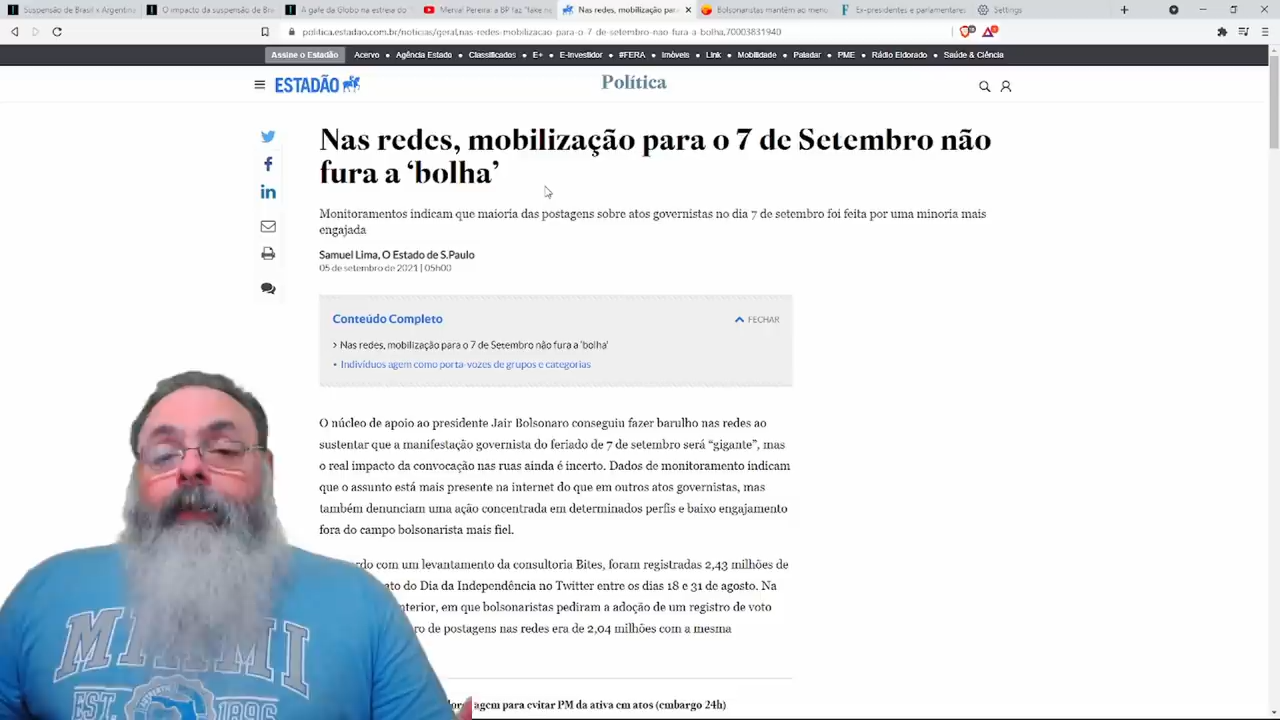 Suspensão de Brasil x Argentin
O impacto da suspensão de Bra
A gafe da Globo na estreia do
Nas redes, mobilização para
Bolsonaristas mantêm ao menu
Ex-presidentes e parlamentares
Settings
politica.estadao.com.br/noticias/geral,nas-redes-mobilizacao-para-o-7-de-setembro-nao-fura-a-bolha,70003831940
Assine o Estadão Acervo Agência Estado Classificados E+ E-Investidor #FERA Imóveis Link Mobilidade Paladar PME Rádio Eldorado Saúde & Ciência
ESTADÃO
Política
Nas redes, mobilização para o 7 de Setembro não
fura a ‘bolha’
Monitoramentos indicam que maioria das postagens sobre atos governistas no dia 7 de setembro foi feita por uma minoria mais
engajada
Samuel Lima, O Estado de S.Paulo
05 de setembro de 2021 | 05h00
Conteúdo Completo
FECHAR
Nas redes, mobilização para o 7 de Setembro não fura a ‘bolha’
Indivíduos agem como porta-vozes de grupos e categorias
O núcleo de apoio ao presidente Jair Bolsonaro conseguiu fazer barulho nas redes ao
sustentar que a manifestação governista do feriado de 7 de setembro será “gigante”, mas
o real impacto da convocação nas ruas ainda é incerto. Dados de monitoramento indicam
que o assunto está mais presente na internet do que em outros atos governistas, mas
também denunciam uma ação concentrada em determinados perfis e baixo engajamento
fora do campo bolsonarista mais fiel.
rdo com um levantamento da consultoria Bites, foram registradas 2,43 milhões de
ato do Dia da Independência no Twitter entre os dias 18 e 31 de agosto. Na
nterior, em que bolsonaristas pediram a adoção de um registro de voto
ro de postagens nas redes era de 2,04 milhões com a mesma
agem para evitar PM da ativa em atos (embargo 24h)
MIAMI
EST 1896